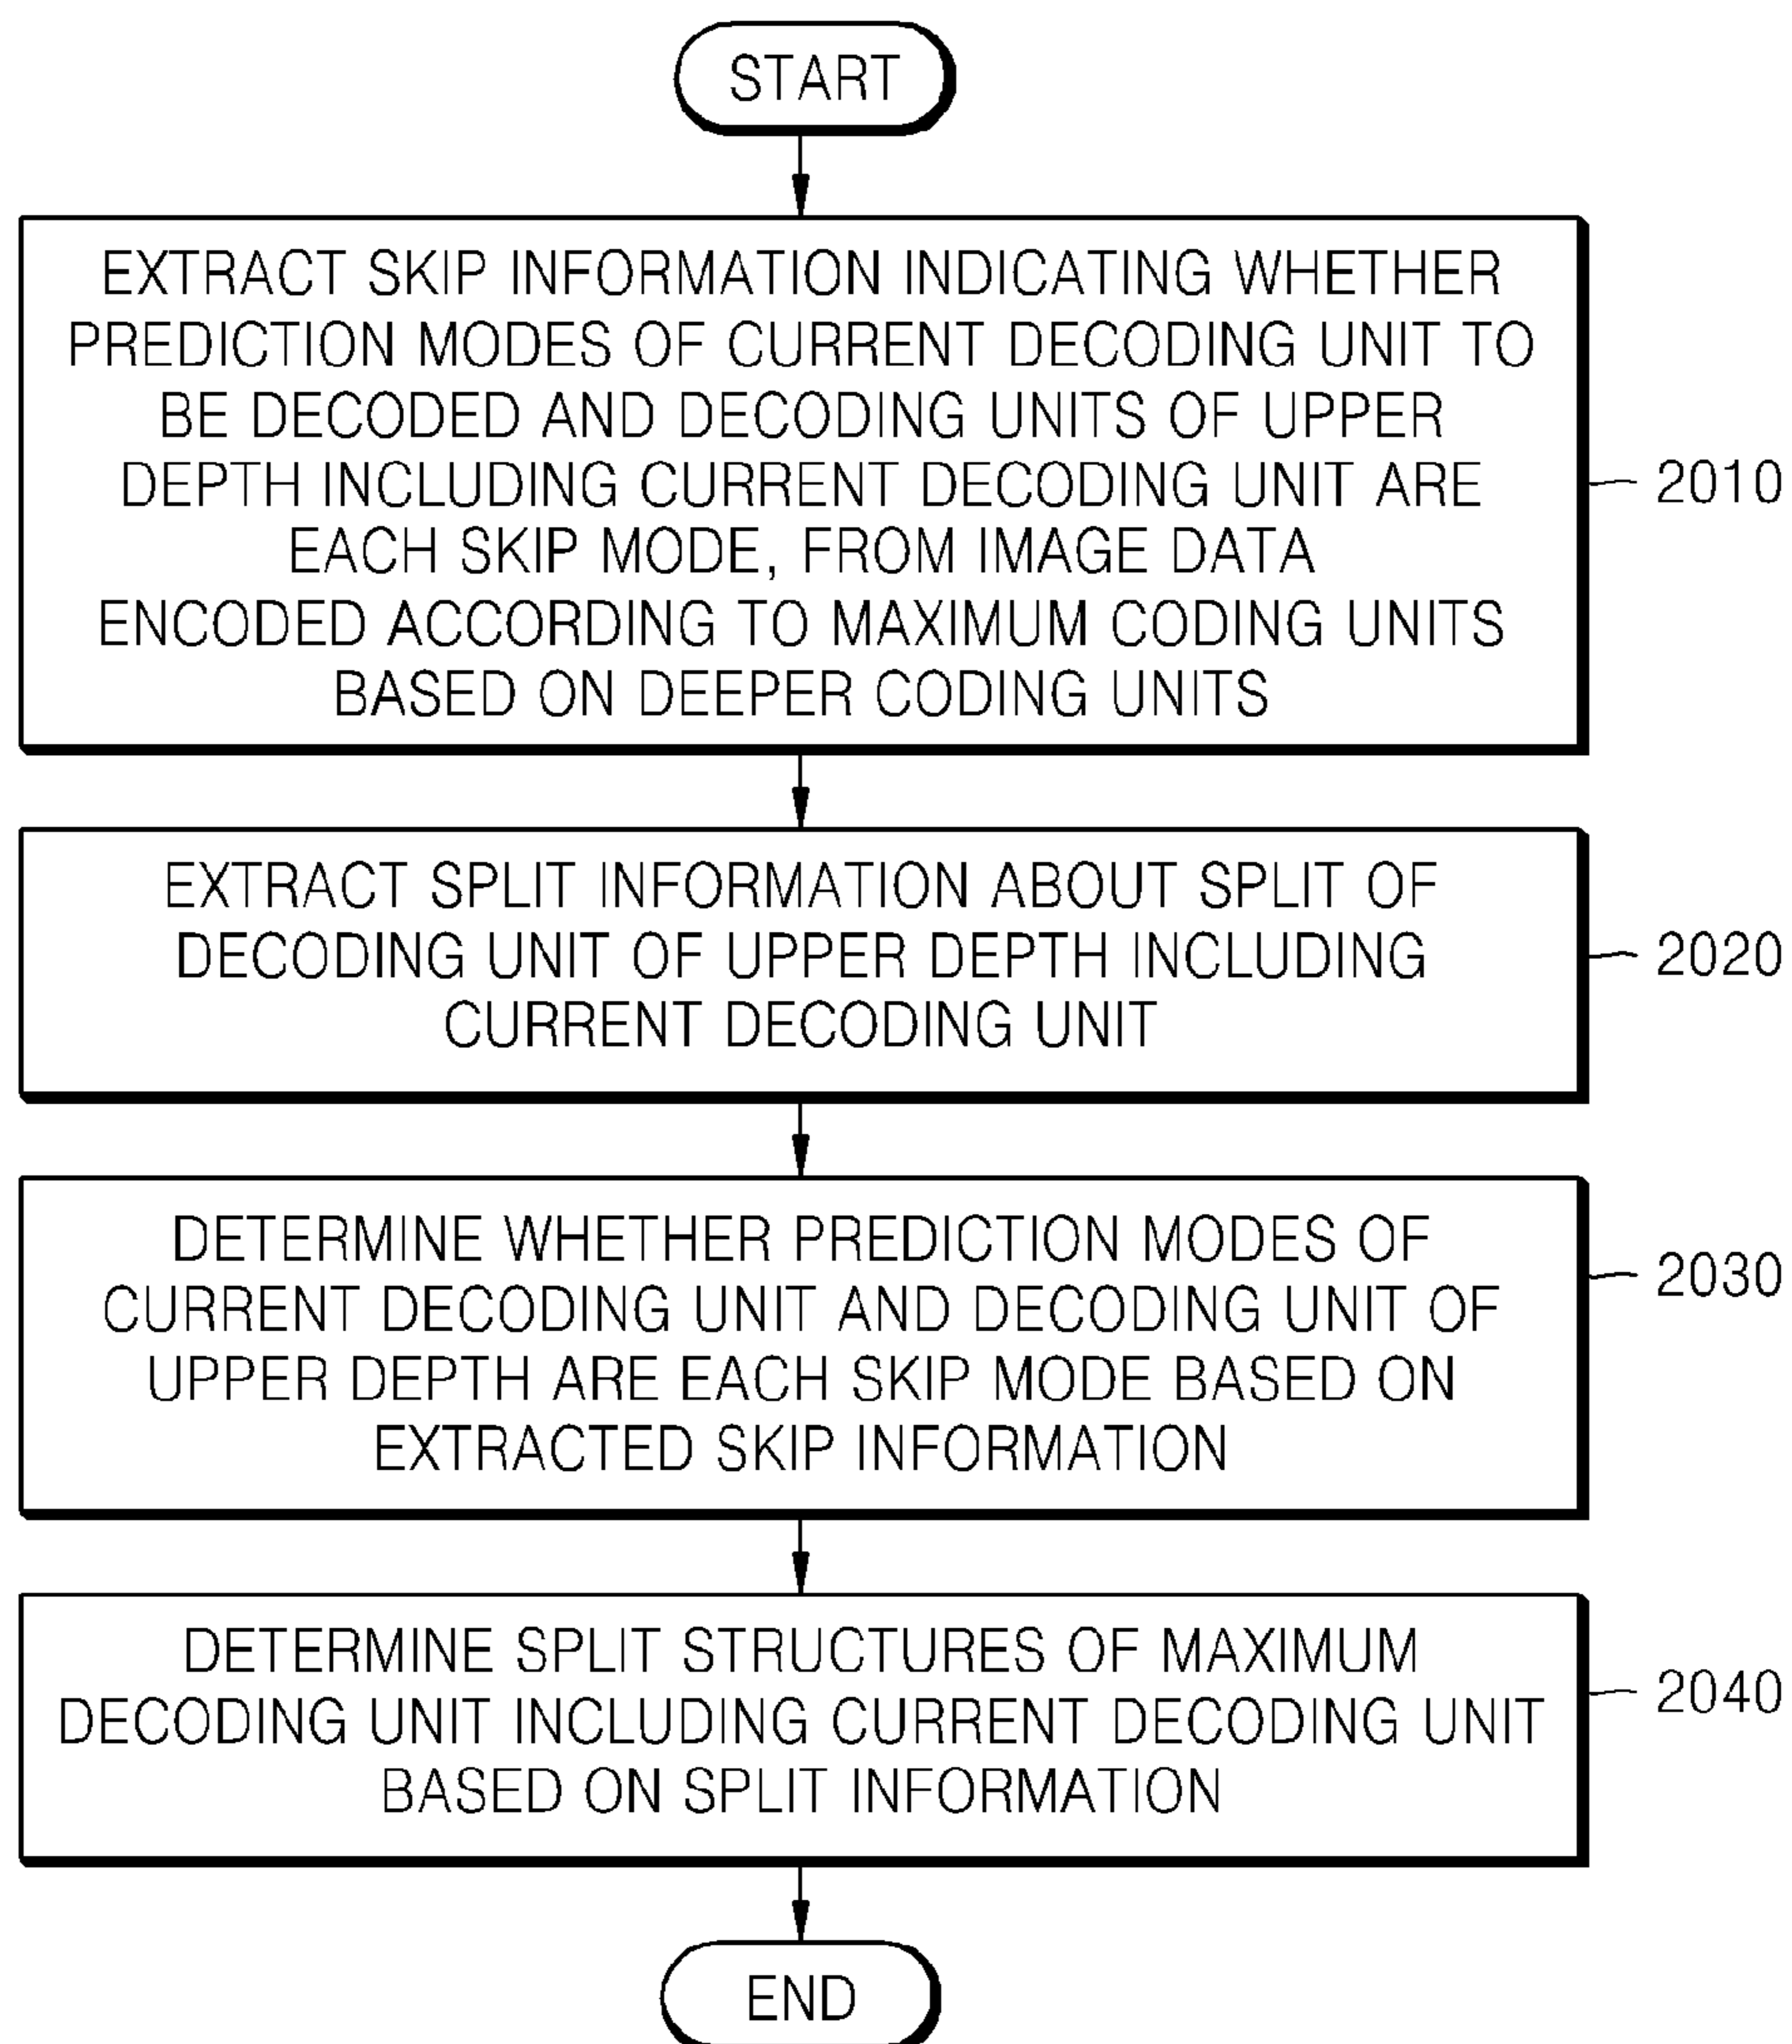 START
EXTRACT SKIP INFORMATION INDICATING WHETHER
PREDICTION MODES OF CURRENT DECODING UNIT TO
BE DECODED AND DECODING UNITS OF UPPER
DEPTH INCLUDING CURRENT DECODING UNIT ARE
EACH SKIP MODE, FROM IMAGE DATA
ENCODED ACCORDING TO MAXIMUM CODING UNITS
BASED ON DEEPER CODING UNITS
2010
EXTRACT SPLIT INFORMATION ABOUT SPLIT OF
DECODING UNIT OF UPPER DEPTH INCLUDING
CURRENT DECODING UNIT
2020
DETERMINE WHETHER PREDICTION MODES OF
CURRENT DECODING UNIT AND DECODING UNIT OF
UPPER DEPTH ARE EACH SKIP MODE BASED ON
EXTRACTED SKIP INFORMATION
2030
DETERMINE SPLIT STRUCTURES OF MAXIMUM
DECODING UNIT INCLUDING CURRENT DECODING UNIT
BASED ON SPLIT INFORMATION
2040
END